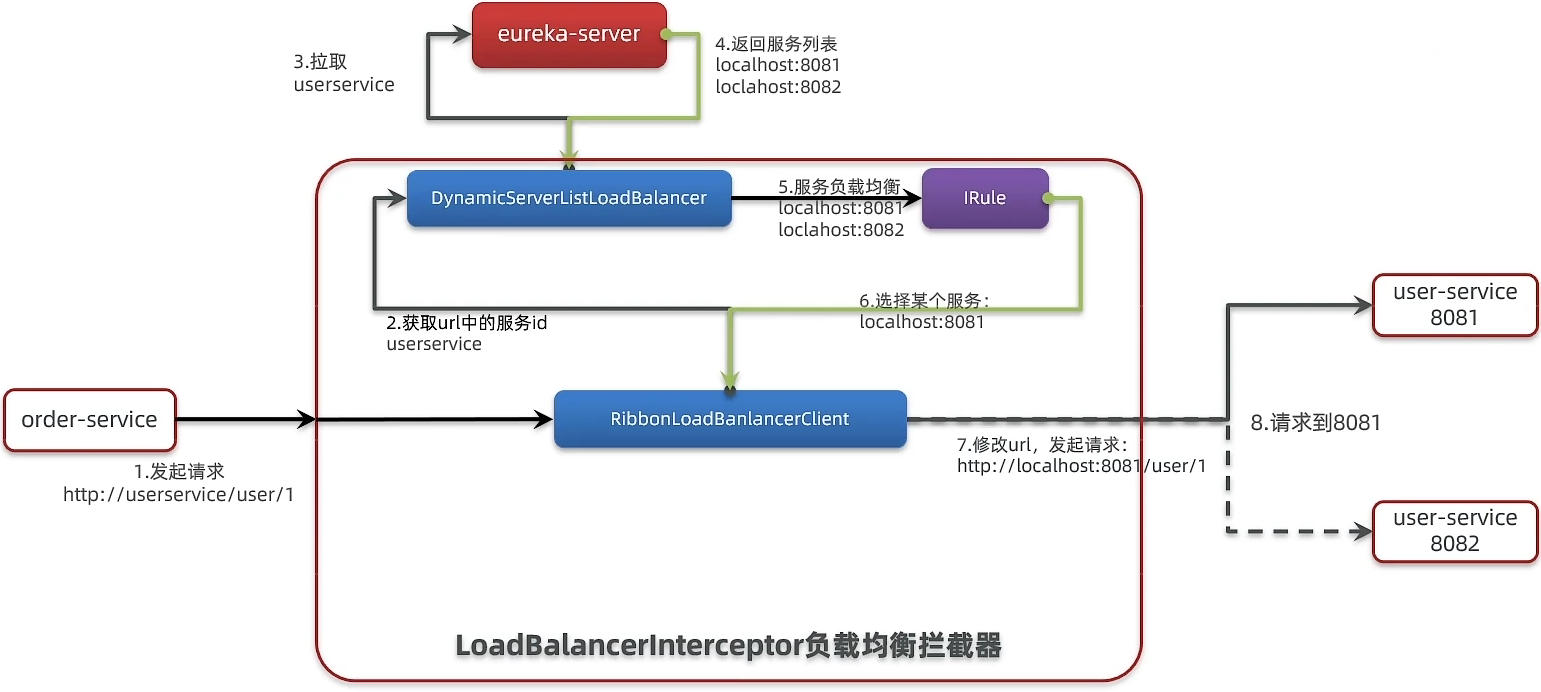 eureka-server
3.拉取
userservice
4.返回服务列表
localhost:8081
loclahost:8082
DynamicServerListLoadBalancer
5.服务负载均衡
localhost:8081
loclahost:8082
IRule
2.获取url中的服务id
userservice
6.选择某个服务：
localhost:8081
user-service
8081
order-service
1.发起请求
http://userservice/user/1
RibbonLoadBanlancerClient
7.修改url，发起请求：
http://localhost:8081/user/1
8.请求到8081
user-service
8082
LoadBalancerInterceptor负载均衡拦截器